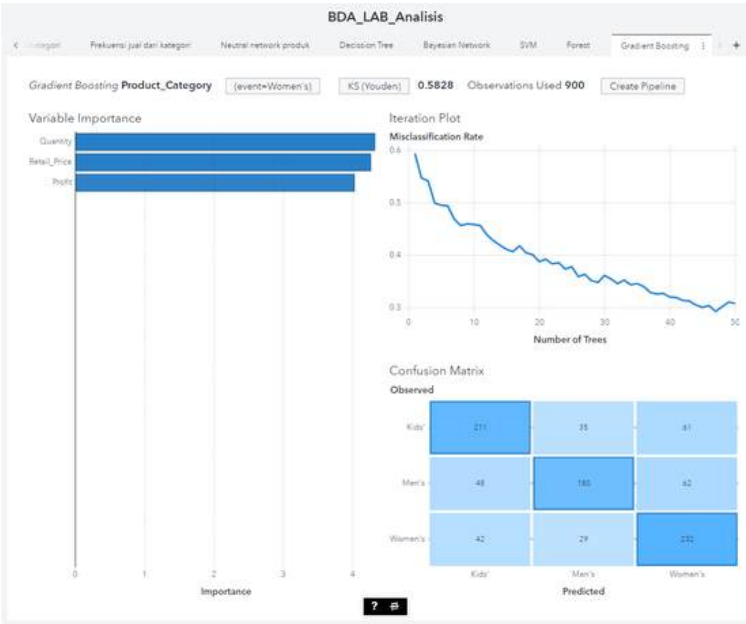 BDA_LAB_Analisis
Frekuensi jual dari kategori Neutral network produk Decission Tree Bayesian Network SVM Forest Gradient Boosting
Gradient Boosting Product_Category (event=Women's) KS (Youden) 0.5828 Observations Used 900 Create Pipeline
Variable Importance
Quantity
Retail_Price
Profit
0 1 2 3 4
Importance
Iteration Plot
Misclassification Rate
0.6
0.5
0.4
0.3
0 10 20 30 40 50
Number of Trees
Confusion Matrix
Observed
Kids' 211 35 61
Men's 48 180 62
Women's 42 29 232
Kids' Men's Women's
Predicted
?